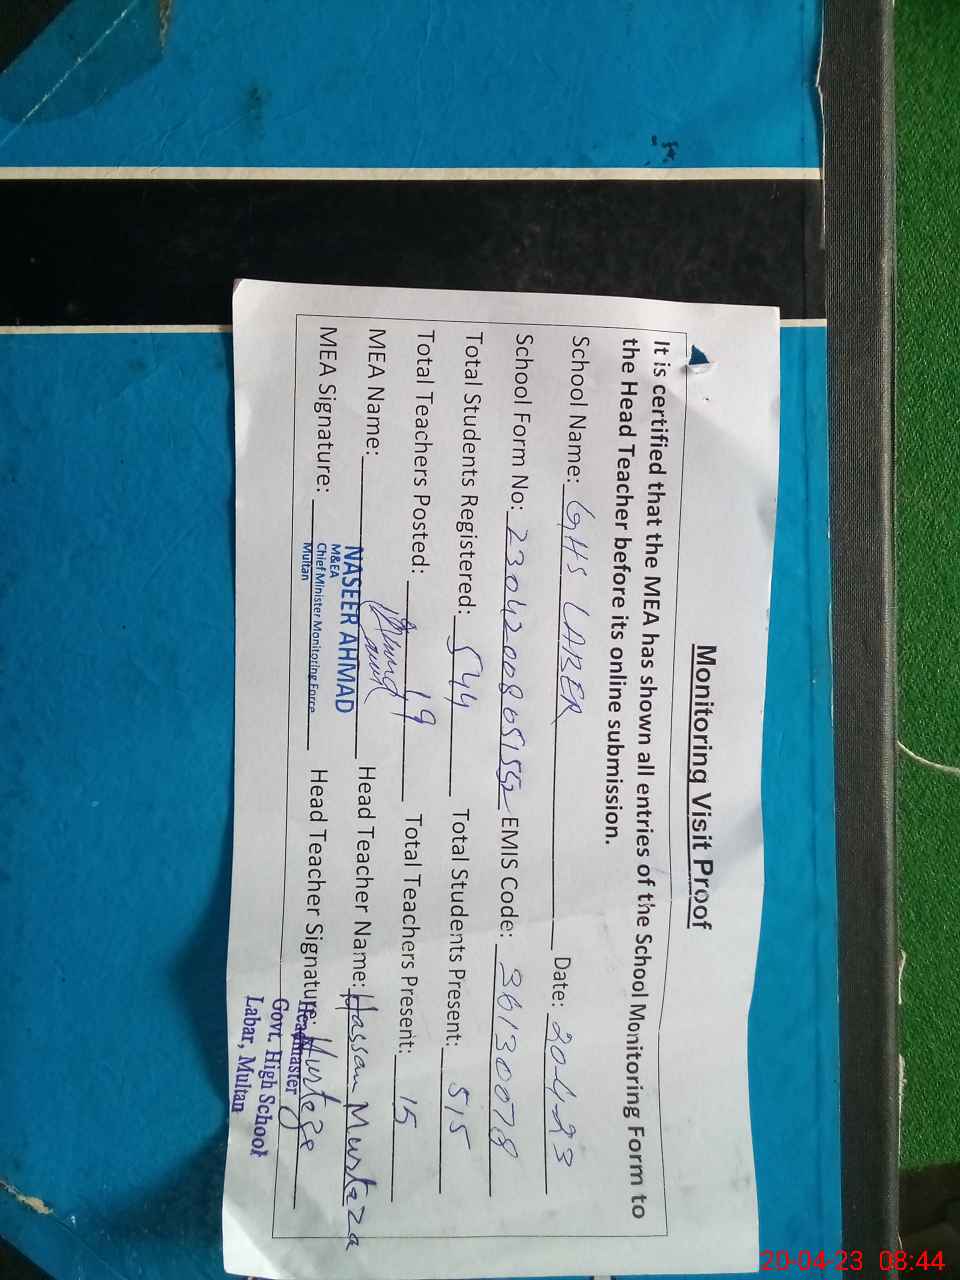 Monitoring Visit Proof
It is certified that the MEA has shown all entries of the School Monitoring Form to
the Head Teacher before its online submission.
School Name: GHS LABER Date: 20-4-23
School Form No: 23042008051552 EMIS Code: 36130078
Total Students Registered: 544 Total Students Present: 515
Total Teachers Posted: 19 Total Teachers Present: 15
MEA Name: NASEER AHMAD Head Teacher Name: Hassan Murtaza
M&EA
Chief Minister Monitoring Force
Multan
MEA Signature: Head Teacher Signature:
Headmaster
Govt. High School
Labar, Multan
20-04-23 08:44